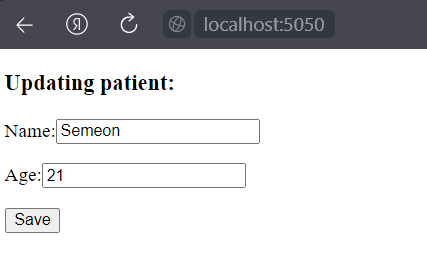 Я
localhost:5050
Updating patient:
Name: Semeon
Age: 21
Save